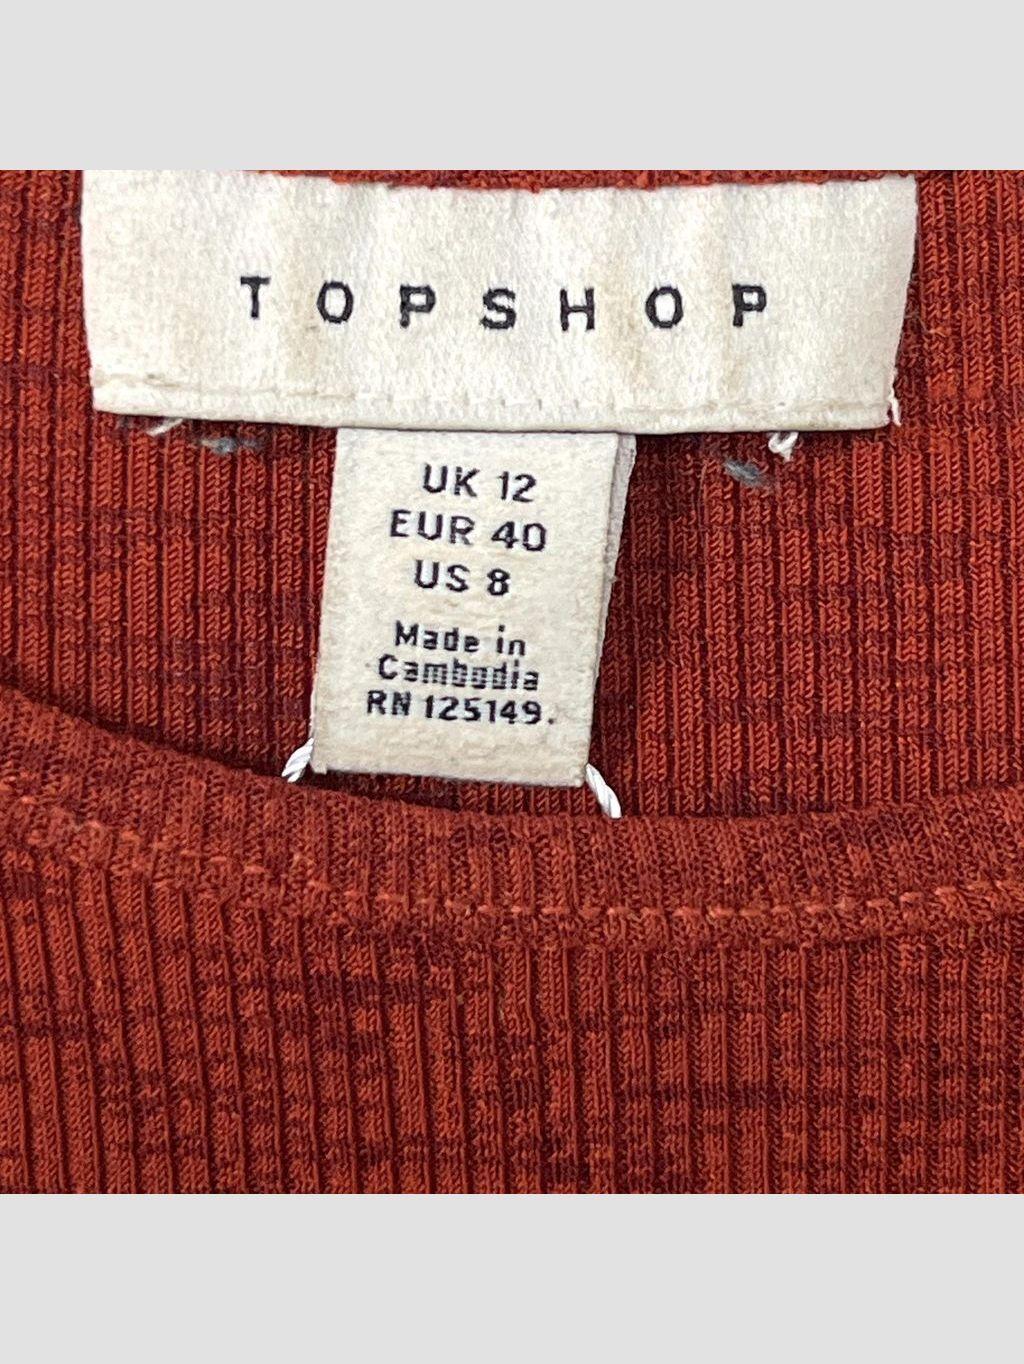 TOPSHOP
UK 12
EUR 40
US 8
Made in
Cambodia
RN 125149.